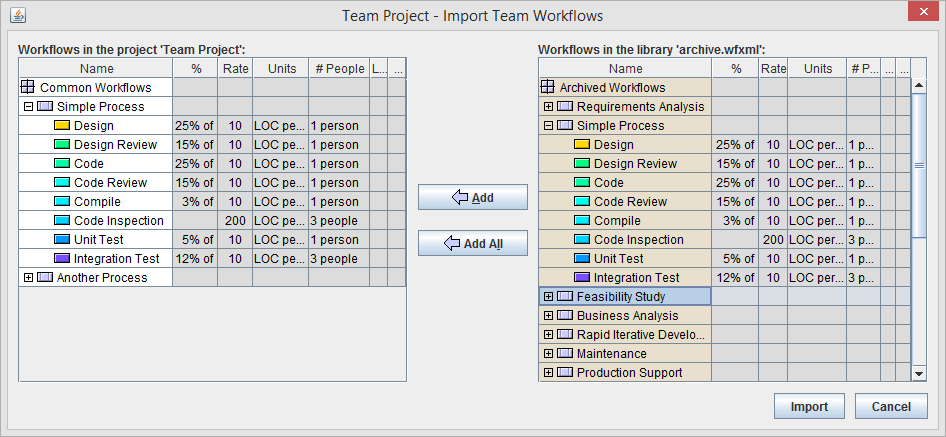 Team Project - Import Team Workflows
Workflows in the project 'Team Project':
Name % Rate Units # People L... ...
Common Workflows
Simple Process
Design 25% of 10 LOC pe... 1 person
Design Review 15% of 10 LOC pe... 1 person
Code 25% of 10 LOC pe... 1 person
Code Review 15% of 10 LOC pe... 1 person
Compile 3% of 10 LOC pe... 1 person
Code Inspection 200 LOC pe... 3 people
Unit Test 5% of 10 LOC pe... 1 person
Integration Test 12% of 10 LOC pe... 3 people
Another Process
Add
Add All
Workflows in the library 'archive.wfxml':
Name % Rate Units # P... ... ...
Archived Workflows
Requirements Analysis
Simple Process
Design 25% of 10 LOC per... 1 p...
Design Review 15% of 10 LOC per... 1 p...
Code 25% of 10 LOC per... 1 p...
Code Review 15% of 10 LOC per... 1 p...
Compile 3% of 10 LOC per... 1 p...
Code Inspection 200 LOC per... 3 p...
Unit Test 5% of 10 LOC per... 1 p...
Integration Test 12% of 10 LOC per... 3 p...
Feasibility Study
Business Analysis
Rapid Iterative Develo...
Maintenance
Production Support
Import Cancel